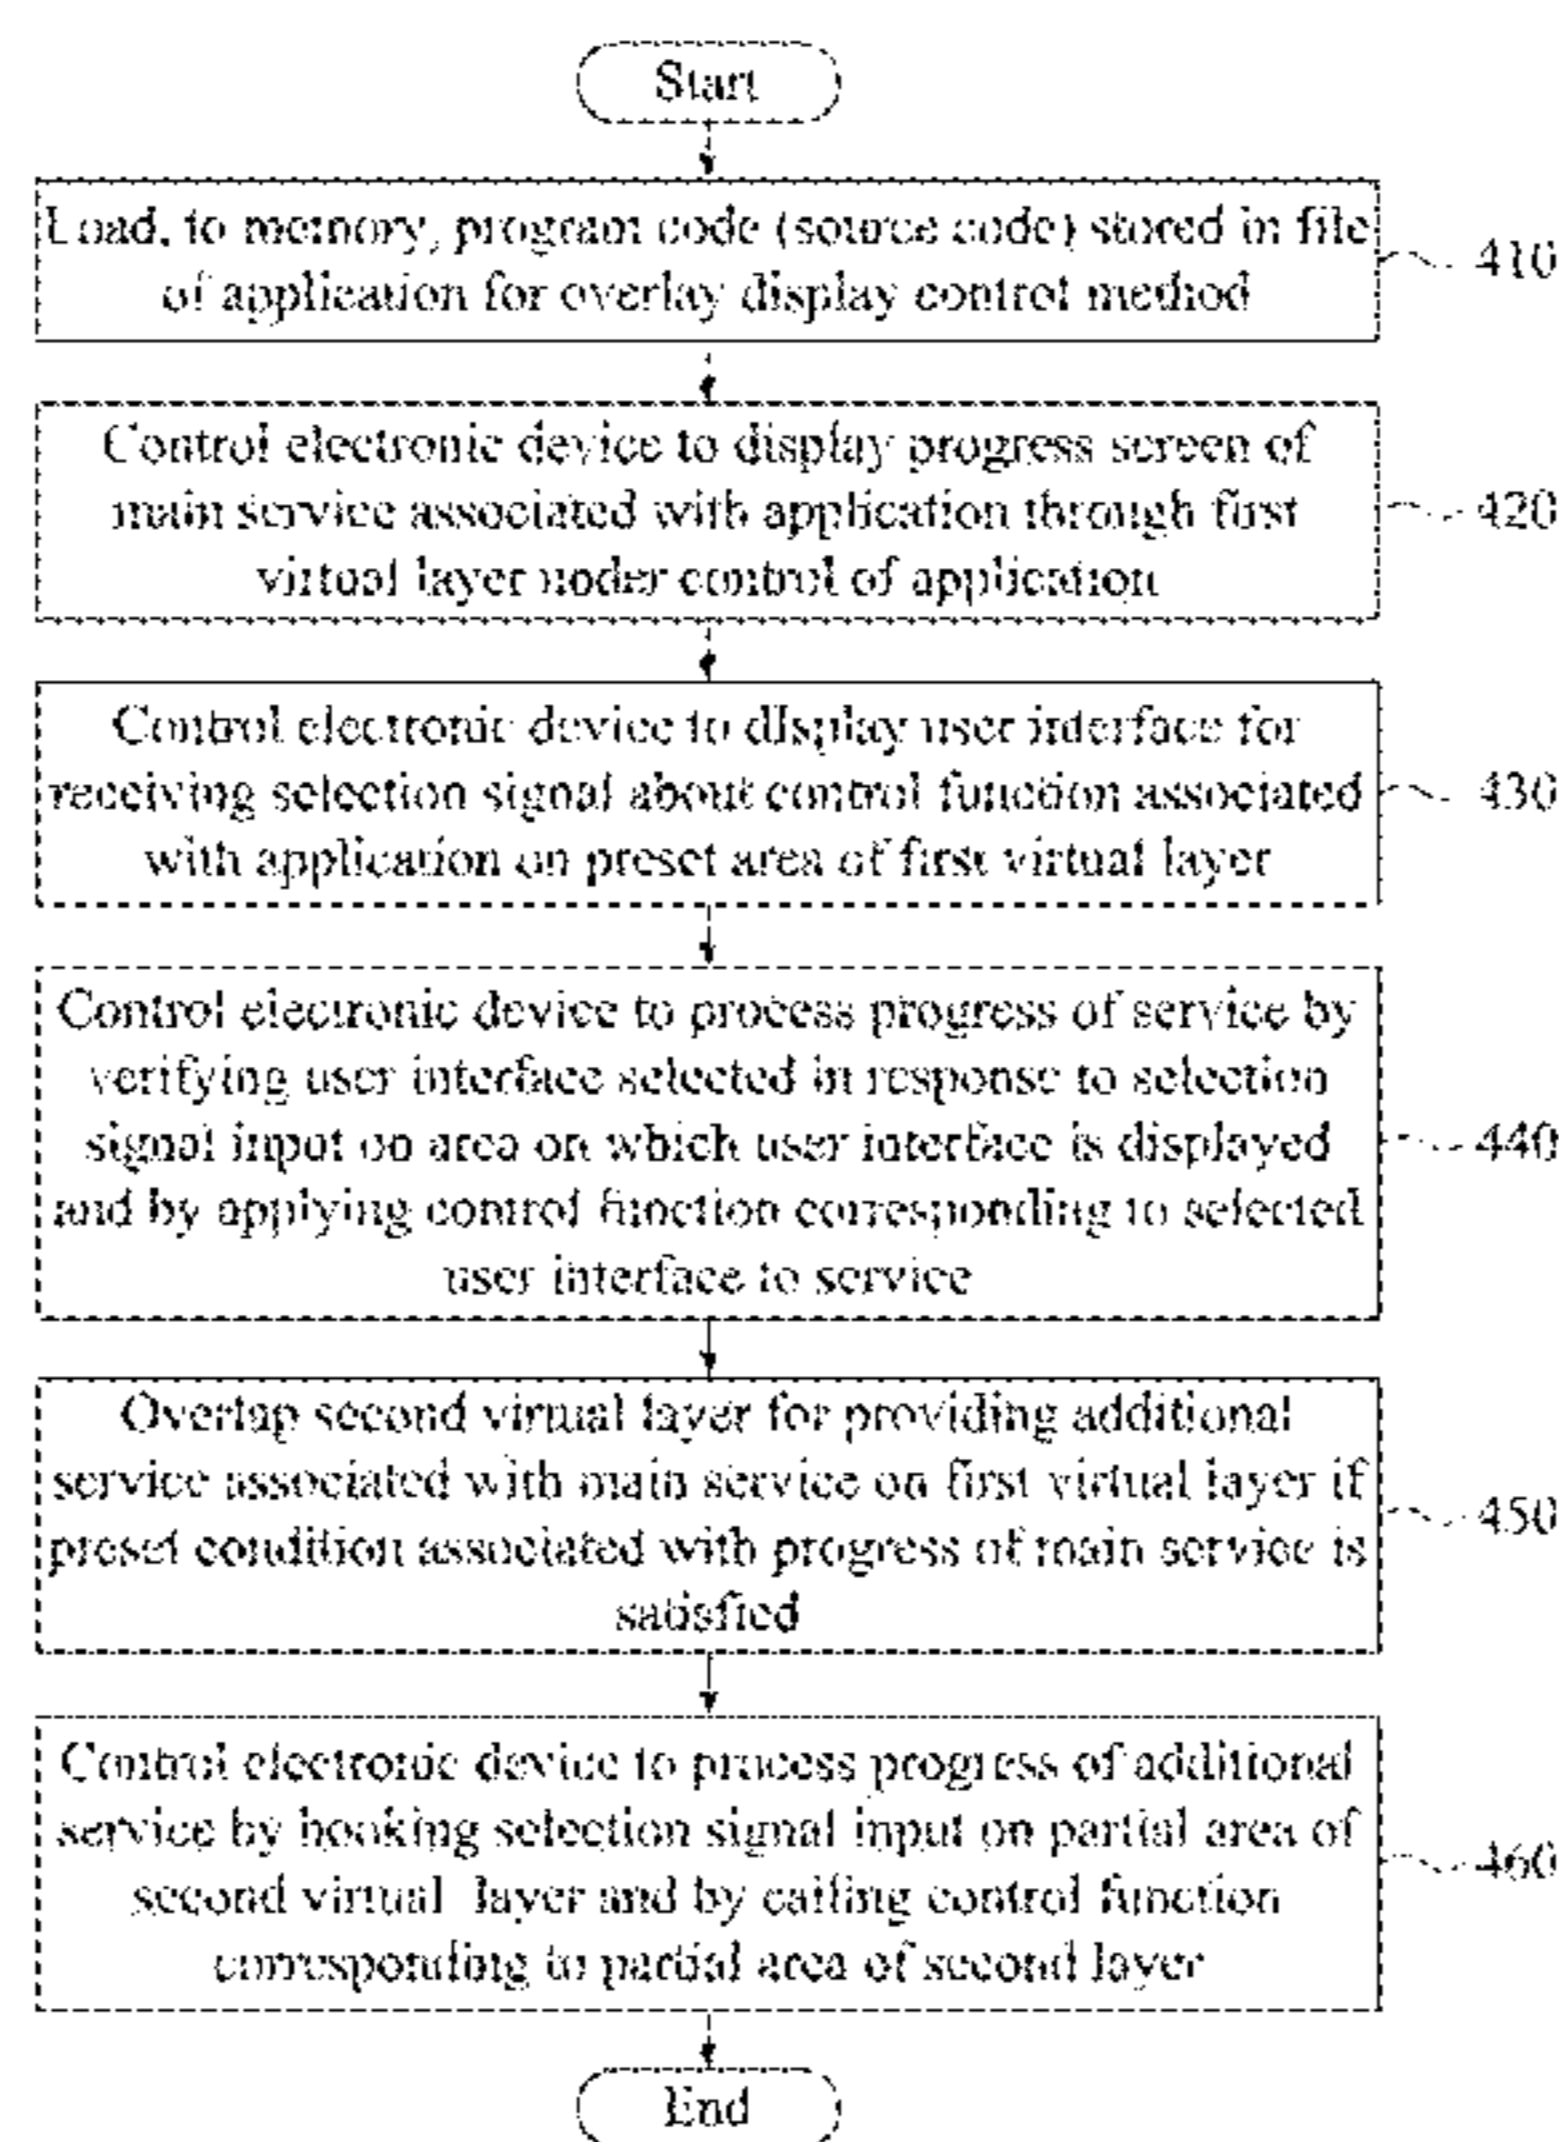 Start
Load, to memory, program code (source code) stored in file
of application for overlay display control method
410
Control electronic device to display progress screen of
main service associated with application through first
virtual layer under control of application
420
Control electronic device to display user interface for
receiving selection signal about control function associated
with application on preset area of first virtual layer
430
Control electronic device to process progress of service by
verifying user interface selected in response to selection
signal input on area on which user interface is displayed
and by applying control function corresponding to selected
user interface to service
440
Overlap second virtual layer for providing additional
service associated with main service on first virtual layer if
preset condition associated with progress of main service is
satisfied
450
Control electronic device to process progress of additional
service by hooking selection signal input on partial area of
second virtual layer and by calling control function
corresponding to partial area of second layer
460
End